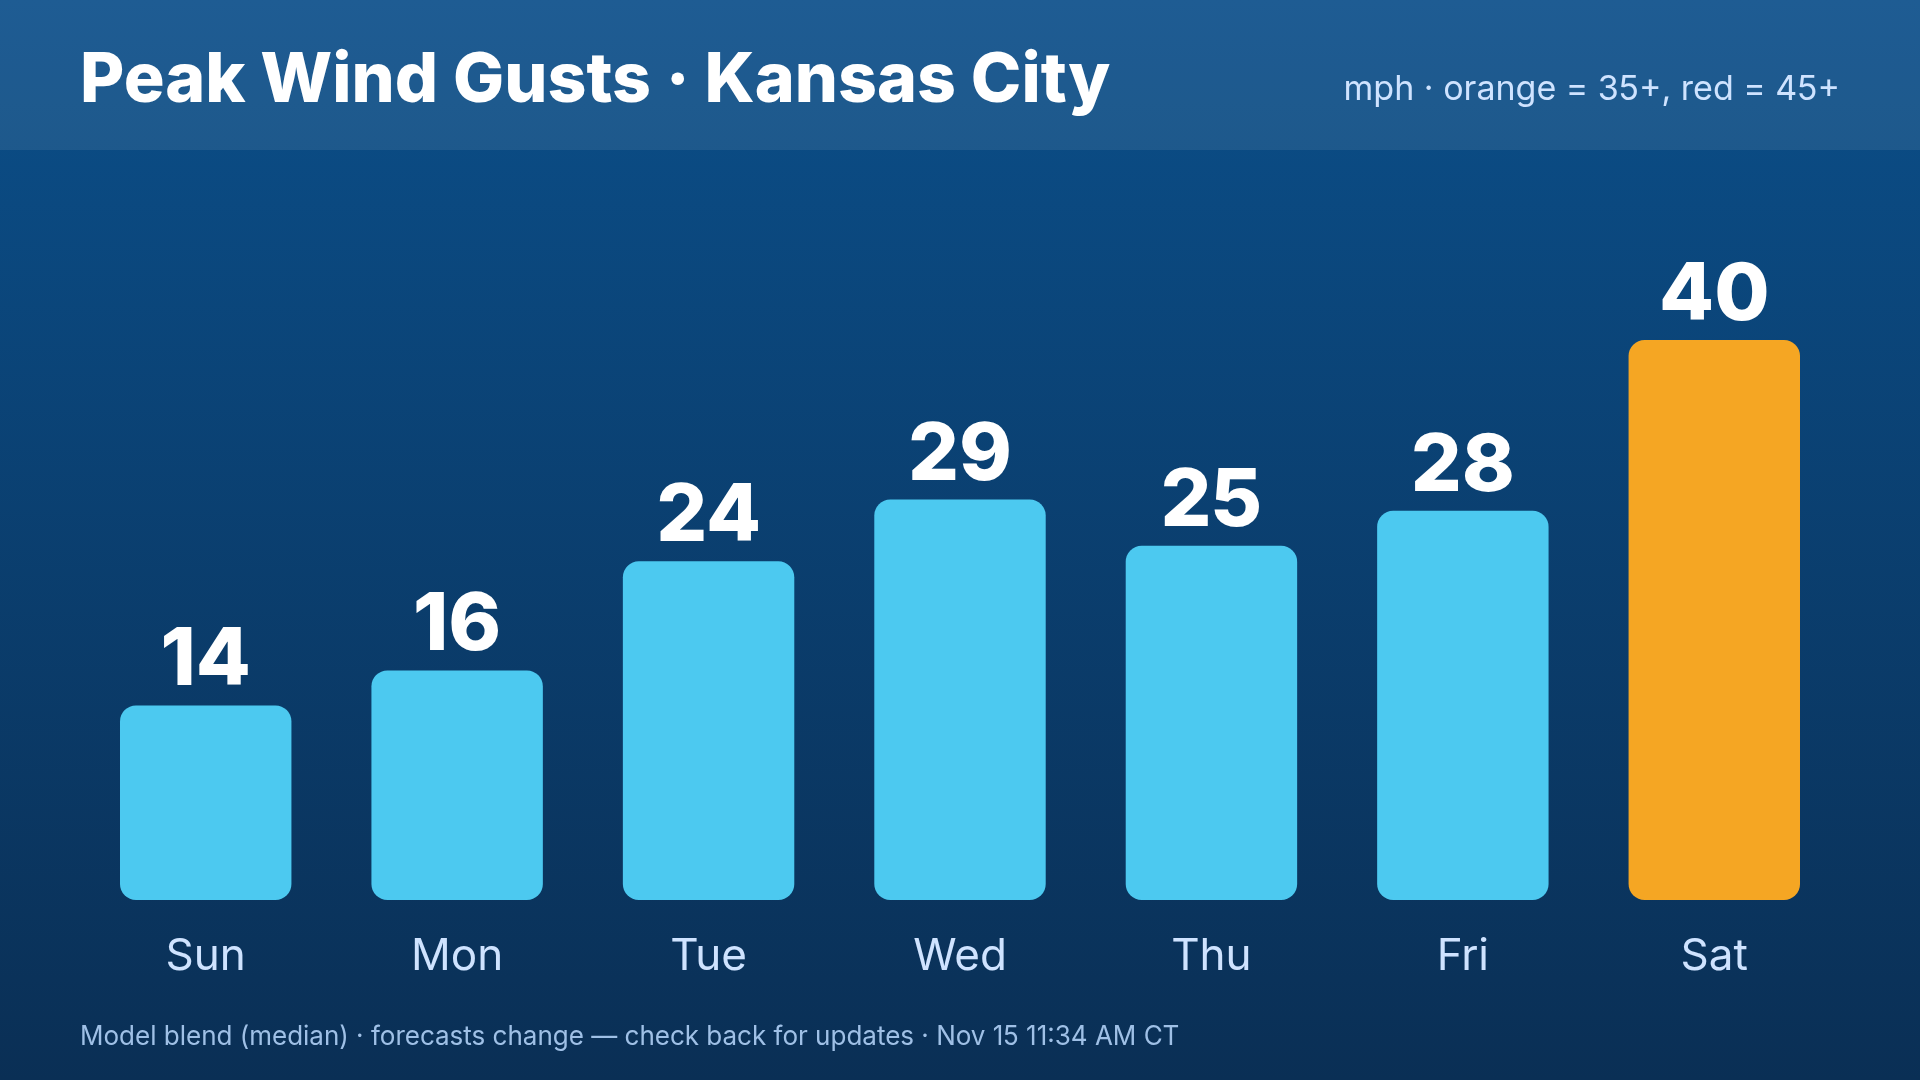 Peak Wind Gusts · Kansas City
mph · orange = 35+, red = 45+
14
16
24
29
25
28
40
Sun
Mon
Tue
Wed
Thu
Fri
Sat
Model blend (median) · forecasts change — check back for updates · Nov 15 11:34 AM CT